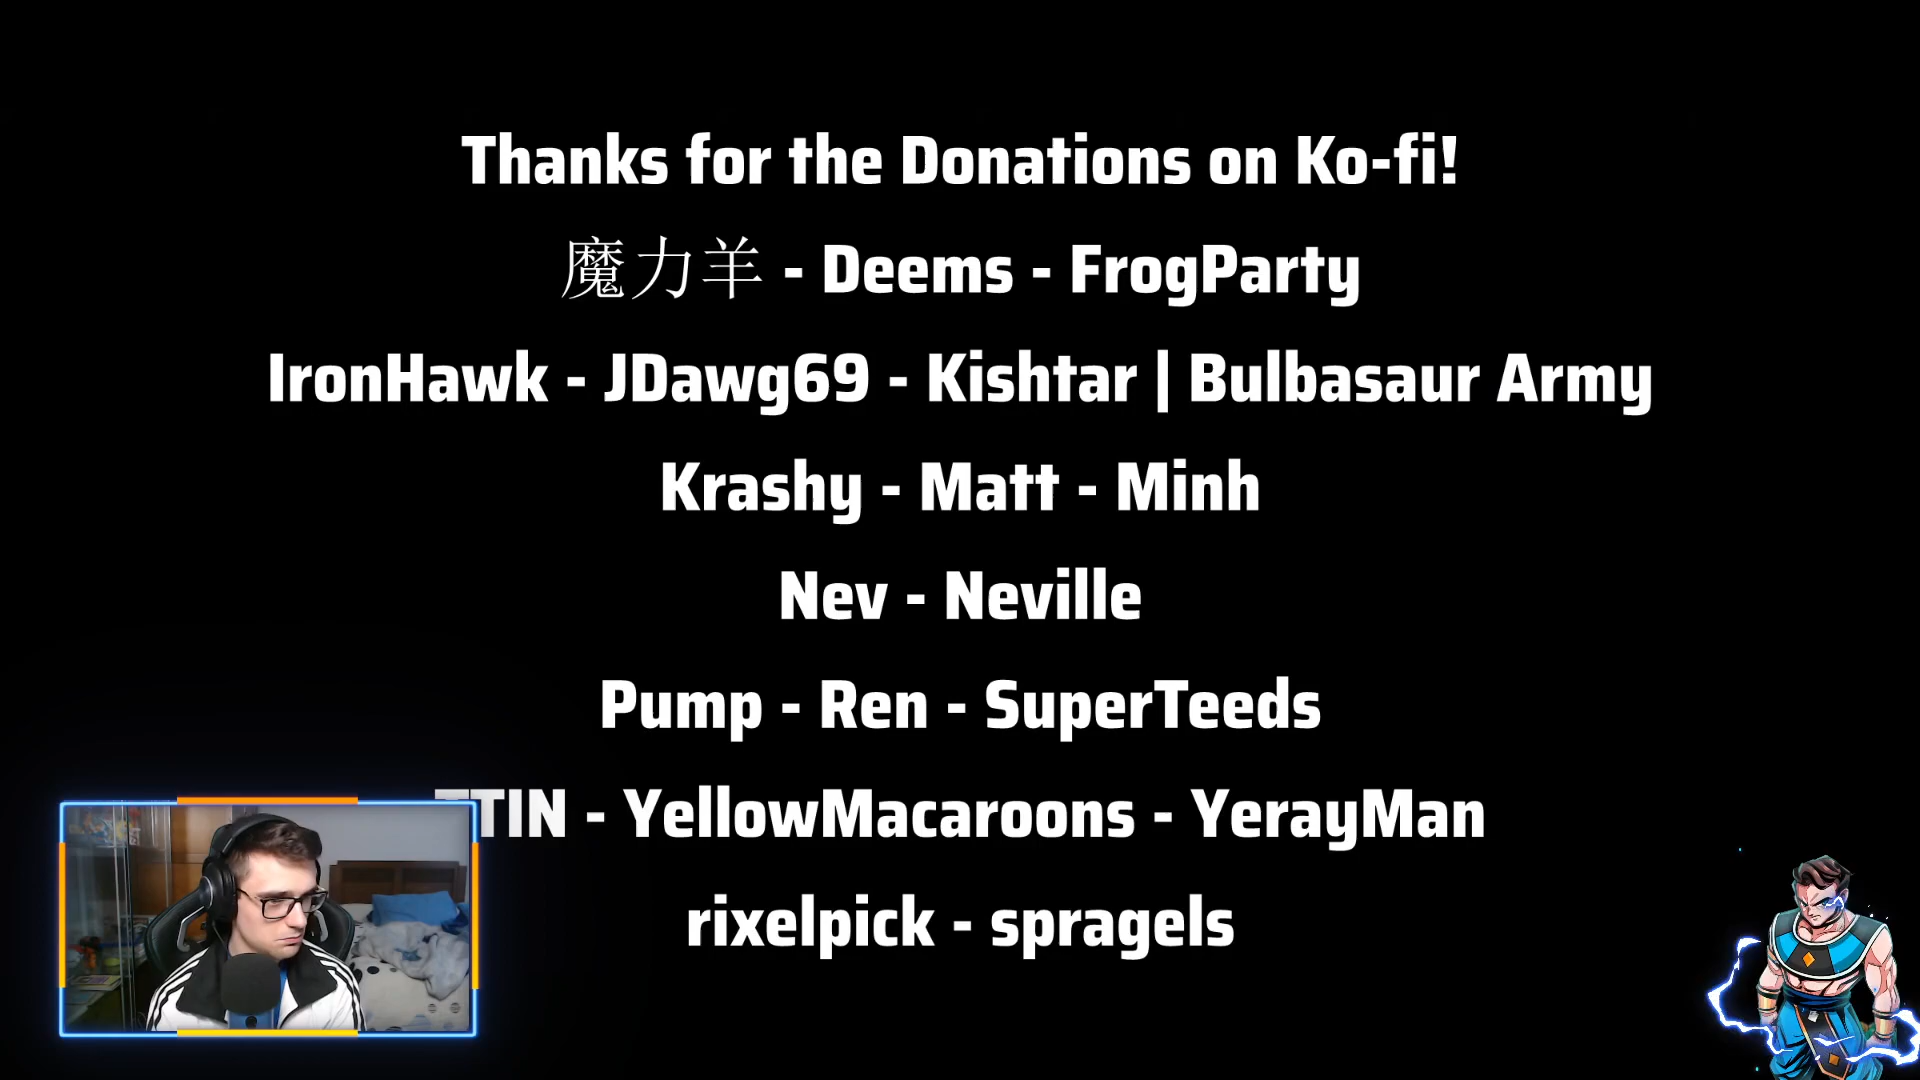 Thanks for the Donations on Ko-fi!
魔力羊 - Deems - FrogParty
IronHawk - JDawg69 - Kishtar | Bulbasaur Army
Krashy - Matt - Minh
Nev - Neville
Pump - Ren - SuperTeeds
- YellowMacaroons - YerayMan
rixelpick - spragels